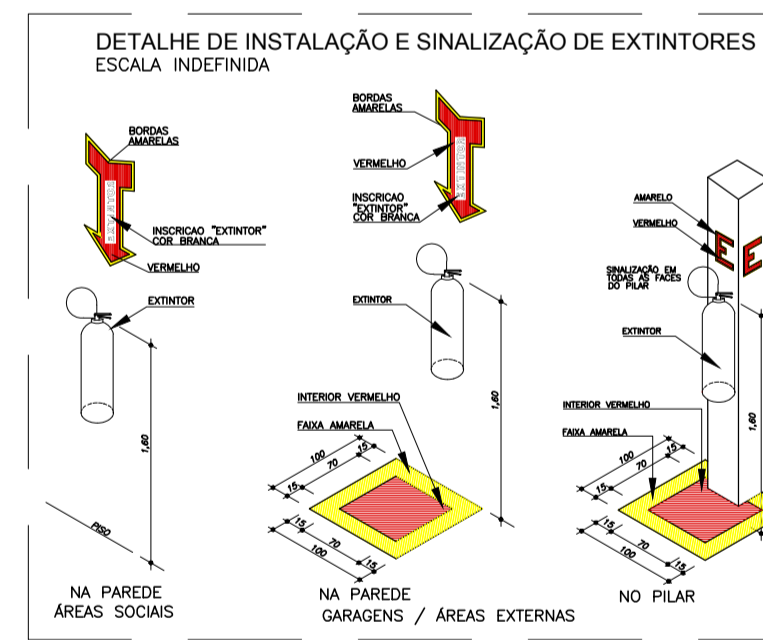 DETALHE DE INSTALAÇÃO E SINALIZAÇÃO DE EXTINTORES
ESCALA INDEFINIDA
BORDAS
AMARELAS
INSCRICAO "EXTINTOR"
COR BRANCA
VERMELHO
EXTINTOR
1,60
PISO
NA PAREDE
ÁREAS SOCIAIS
BORDAS
AMARELAS
VERMELHO
INSCRICAO
"EXTINTOR"
COR BRANCA
EXTINTOR
1,60
INTERIOR VERMELHO
FAIXA AMARELA
100
15
70
15
15
70
15
100
NA PAREDE
GARAGENS / ÁREAS EXTERNAS
AMARELO
VERMELHO
E
E
SINALIZAÇÃO EM
TODAS AS FACES
DO PILAR
EXTINTOR
1,60
INTERIOR VERMELHO
FAIXA AMARELA
100
15
70
15
15
70
15
100
NO PILAR